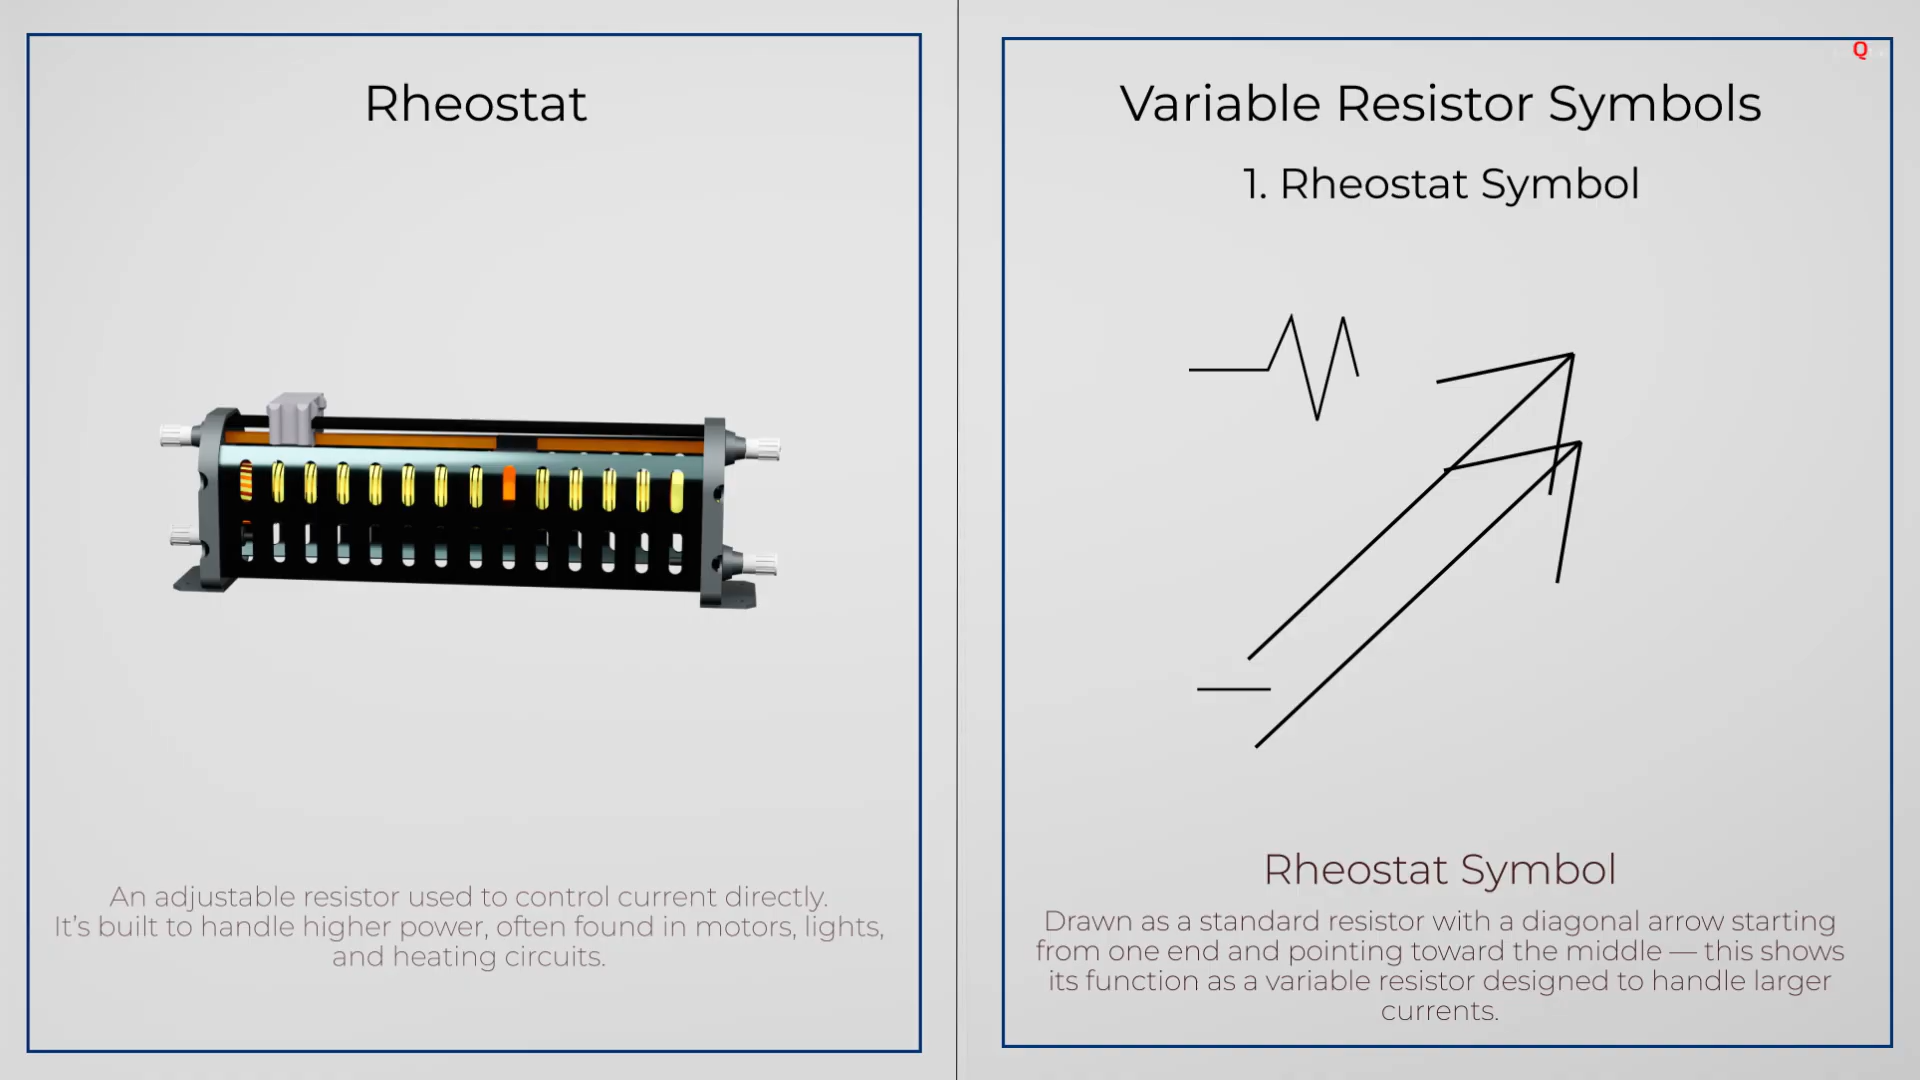 Rheostat
An adjustable resistor used to control current directly.
It's built to handle higher power, often found in motors, lights,
and heating circuits.
Variable Resistor Symbols
1. Rheostat Symbol
Rheostat Symbol
Drawn as a standard resistor with a diagonal arrow starting
from one end and pointing toward the middle — this shows
its function as a variable resistor designed to handle larger
currents.
Q